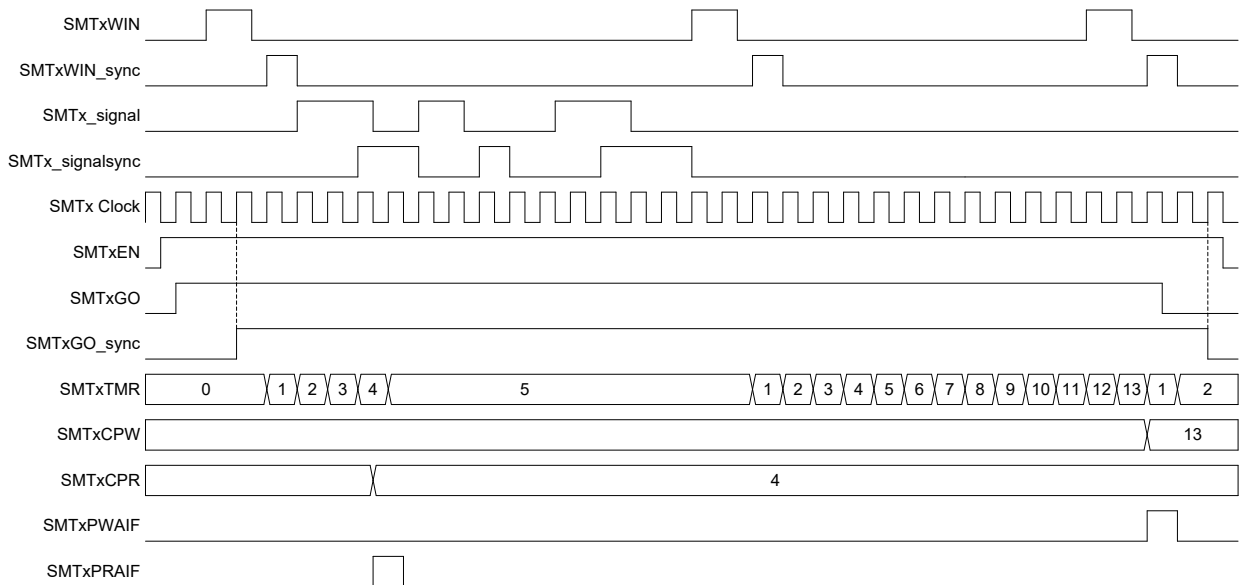 SMTxWIN
SMTxWIN_sync
SMTx_signal
SMTx_signalsync
SMTx Clock
SMTxEN
SMTxGO
SMTxGO_sync
SMTxTMR 0 1 2 3 4 5 1 2 3 4 5 6 7 8 9 10 11 12 13 1 2
SMTxCPW 13
SMTxCPR 4
SMTxPWAIF
SMTxPRAIF